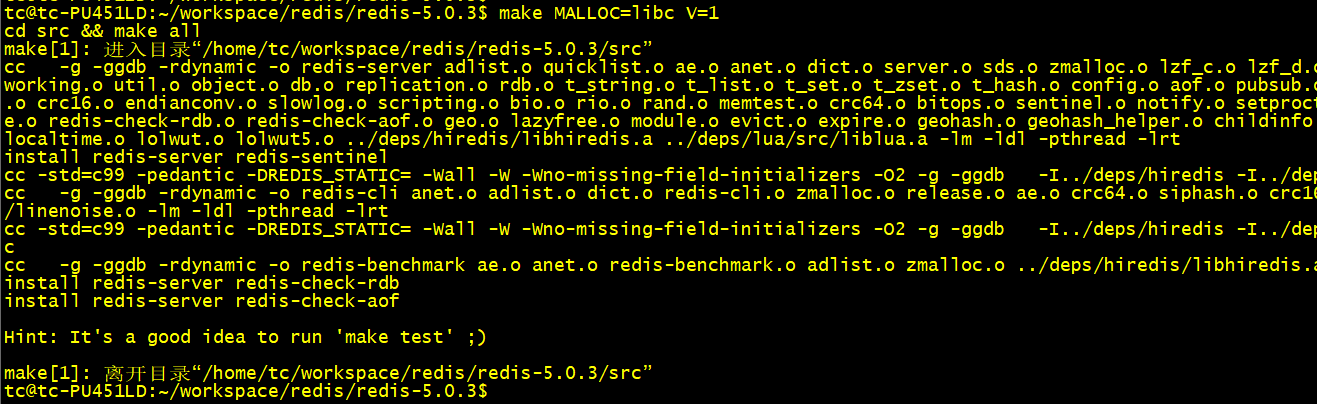 tc@tc-PU451LD:~/workspace/redis/redis-5.0.3$ make MALLOC=libc V=1
cd src && make all
make[1]: 进入目录“/home/tc/workspace/redis/redis-5.0.3/src”
cc   -g -ggdb -rdynamic -o redis-server adlist.o quicklist.o ae.o anet.o dict.o server.o sds.o zmalloc.o lzf_c.o lzf_d.o
working.o util.o object.o db.o replication.o rdb.o t_string.o t_list.o t_set.o t_zset.o t_hash.o config.o aof.o pubsub.o
.o crc16.o endianconv.o slowlog.o scripting.o bio.o rio.o rand.o memtest.o crc64.o bitops.o sentinel.o notify.o setproct
e.o redis-check-rdb.o redis-check-aof.o geo.o lazyfree.o module.o evict.o expire.o geohash.o geohash_helper.o childinfo
localtime.o lolwut.o lolwut5.o ../deps/hiredis/libhiredis.a ../deps/lua/src/liblua.a -lm -ldl -pthread -lrt
install redis-server redis-sentinel
cc -std=c99 -pedantic -DREDIS_STATIC= -Wall -W -Wno-missing-field-initializers -O2 -g -ggdb   -I../deps/hiredis -I../dep
cc   -g -ggdb -rdynamic -o redis-cli anet.o adlist.o dict.o redis-cli.o zmalloc.o release.o ae.o crc64.o siphash.o crc16
/linenoise.o -lm -ldl -pthread -lrt
cc -std=c99 -pedantic -DREDIS_STATIC= -Wall -W -Wno-missing-field-initializers -O2 -g -ggdb   -I../deps/hiredis -I../dep
c
cc   -g -ggdb -rdynamic -o redis-benchmark ae.o anet.o redis-benchmark.o adlist.o zmalloc.o ../deps/hiredis/libhiredis.a
install redis-server redis-check-rdb
install redis-server redis-check-aof
Hint: It's a good idea to run 'make test' ;)
make[1]: 离开目录“/home/tc/workspace/redis/redis-5.0.3/src”
tc@tc-PU451LD:~/workspace/redis/redis-5.0.3$